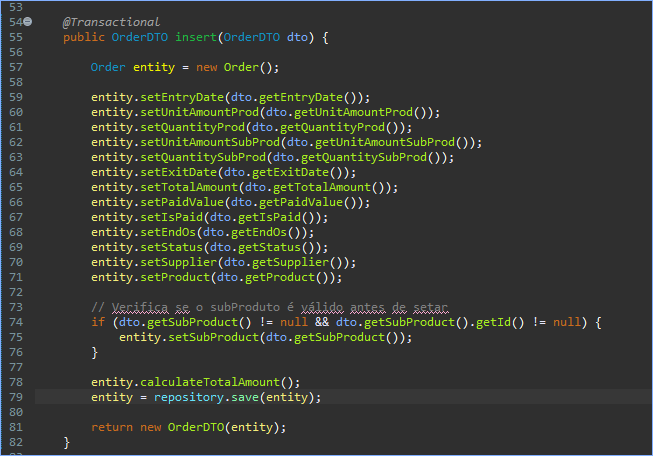 53
54 @Transactional
55 public OrderDTO insert(OrderDTO dto) {
56
57 Order entity = new Order();
58
59 entity.setEntryDate(dto.getEntryDate());
60 entity.setUnitAmountProd(dto.getUnitAmountProd());
61 entity.setQuantityProd(dto.getQuantityProd());
62 entity.setUnitAmountSubProd(dto.getUnitAmountSubProd());
63 entity.setQuantitySubProd(dto.getQuantitySubProd());
64 entity.setExitDate(dto.getExitDate());
65 entity.setTotalAmount(dto.getTotalAmount());
66 entity.setPaidValue(dto.getPaidValue());
67 entity.setIsPaid(dto.getIsPaid());
68 entity.setEndOs(dto.getEndOs());
69 entity.setStatus(dto.getStatus());
70 entity.setSupplier(dto.getSupplier());
71 entity.setProduct(dto.getProduct());
72
73 // Verifica se o subProduto é válido antes de setar
74 if (dto.getSubProduct() != null && dto.getSubProduct().getId() != null) {
75 entity.setSubProduct(dto.getSubProduct());
76 }
77
78 entity.calculateTotalAmount();
79 entity = repository.save(entity);
80
81 return new OrderDTO(entity);
82 }